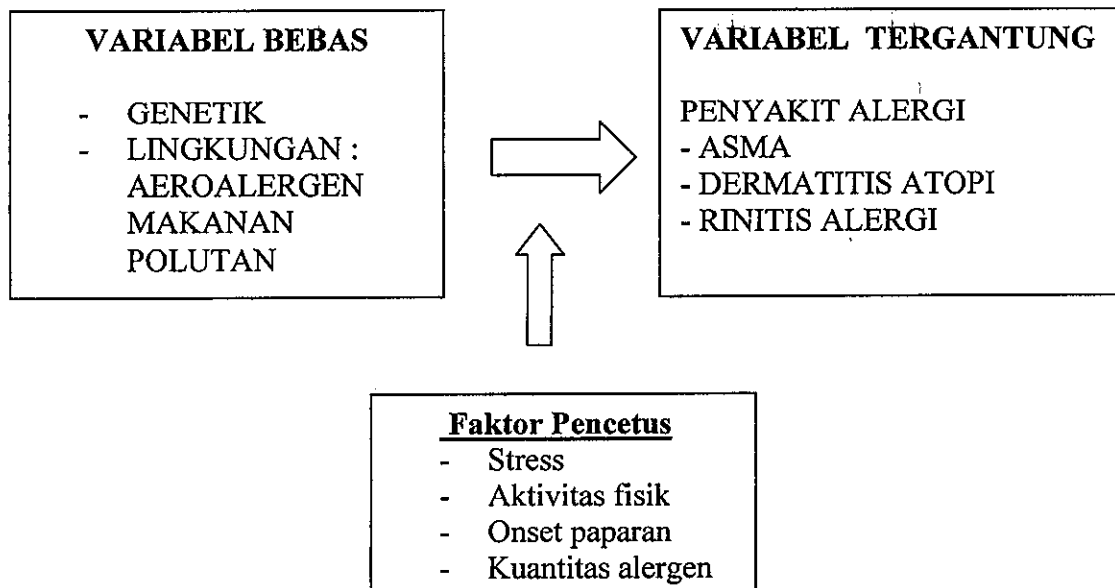 VARIABEL BEBAS
- GENETIK
- LINGKUNGAN :
AEROALERGEN
MAKANAN
POLUTAN
VARIABEL TERGANTUNG
PENYAKIT ALERGI
- ASMA
- DERMATITIS ATOPI
- RINITIS ALERGI
Faktor Pencetus
- Stress
- Aktivitas fisik
- Onset paparan
- Kuantitas alergen